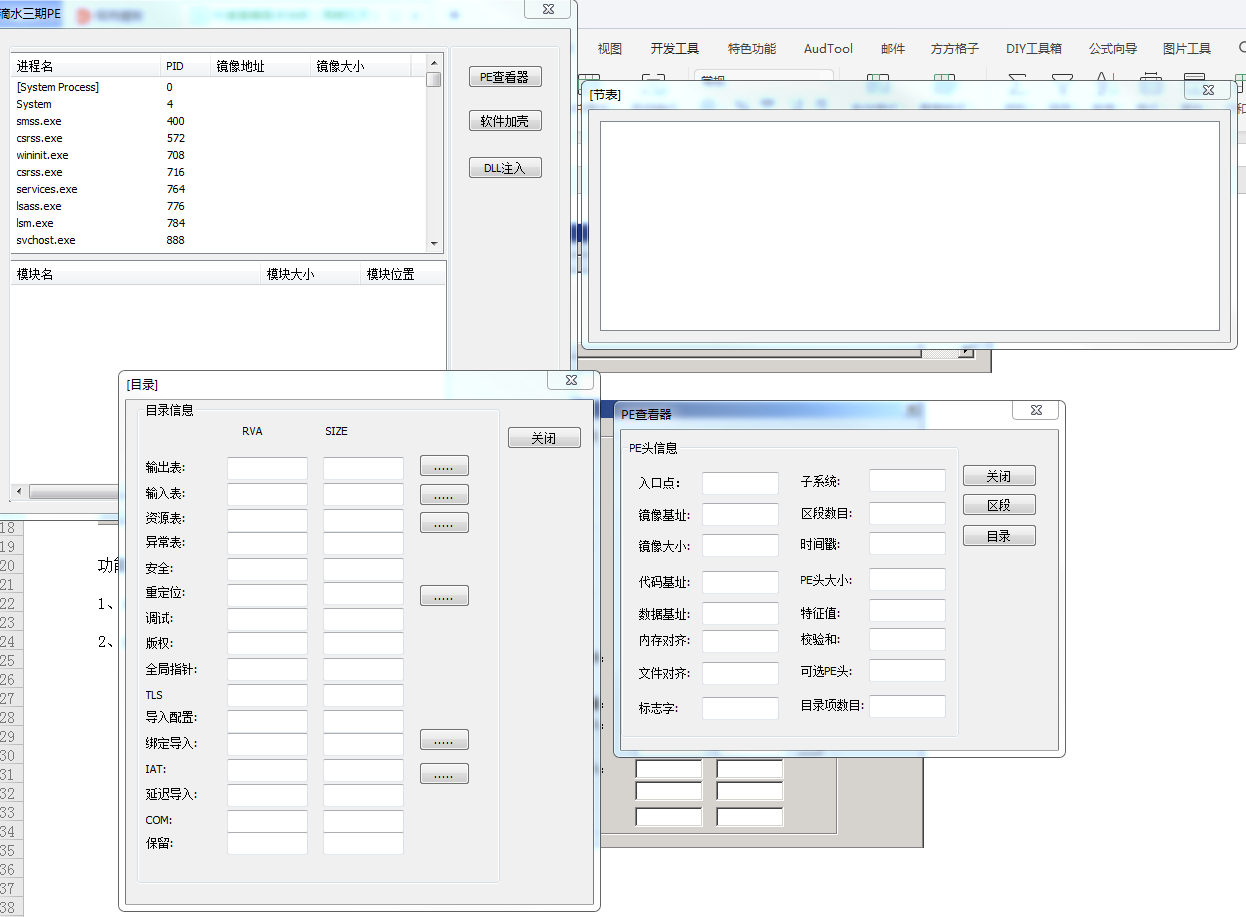 滴水三期PE
进程名 PID 镜像地址 镜像大小
[System Process] 0
System 4
smss.exe 400
csrss.exe 572
wininit.exe 708
csrss.exe 716
services.exe 764
lsass.exe 776
lsm.exe 784
svchost.exe 888
PE查看器
软件加壳
DLL注入
模块名 模块大小 模块位置
视图 开发工具 特色功能 AudTool 邮件 方方格子 DIY工具箱 公式向导 图片工具
常规
[节表]
[目录]
目录信息
RVA SIZE
关闭
输出表: .....
输入表: .....
资源表: .....
异常表:
安全:
重定位: .....
调试:
版权:
全局指针:
TLS
导入配置:
绑定导入: .....
IAT: .....
延迟导入:
COM:
保留:
PE查看器
PE头信息
入口点: 子系统:
镜像基址: 区段数目:
镜像大小: 时间戳:
代码基址: PE头大小:
数据基址: 特征值:
内存对齐: 校验和:
文件对齐: 可选PE头:
标志字: 目录项数目:
关闭
区段
目录
18
19
20 功能
21
22 1、
23
24 2、
25
26
27
28
29
30
31
32
33
34
35
36
37
38